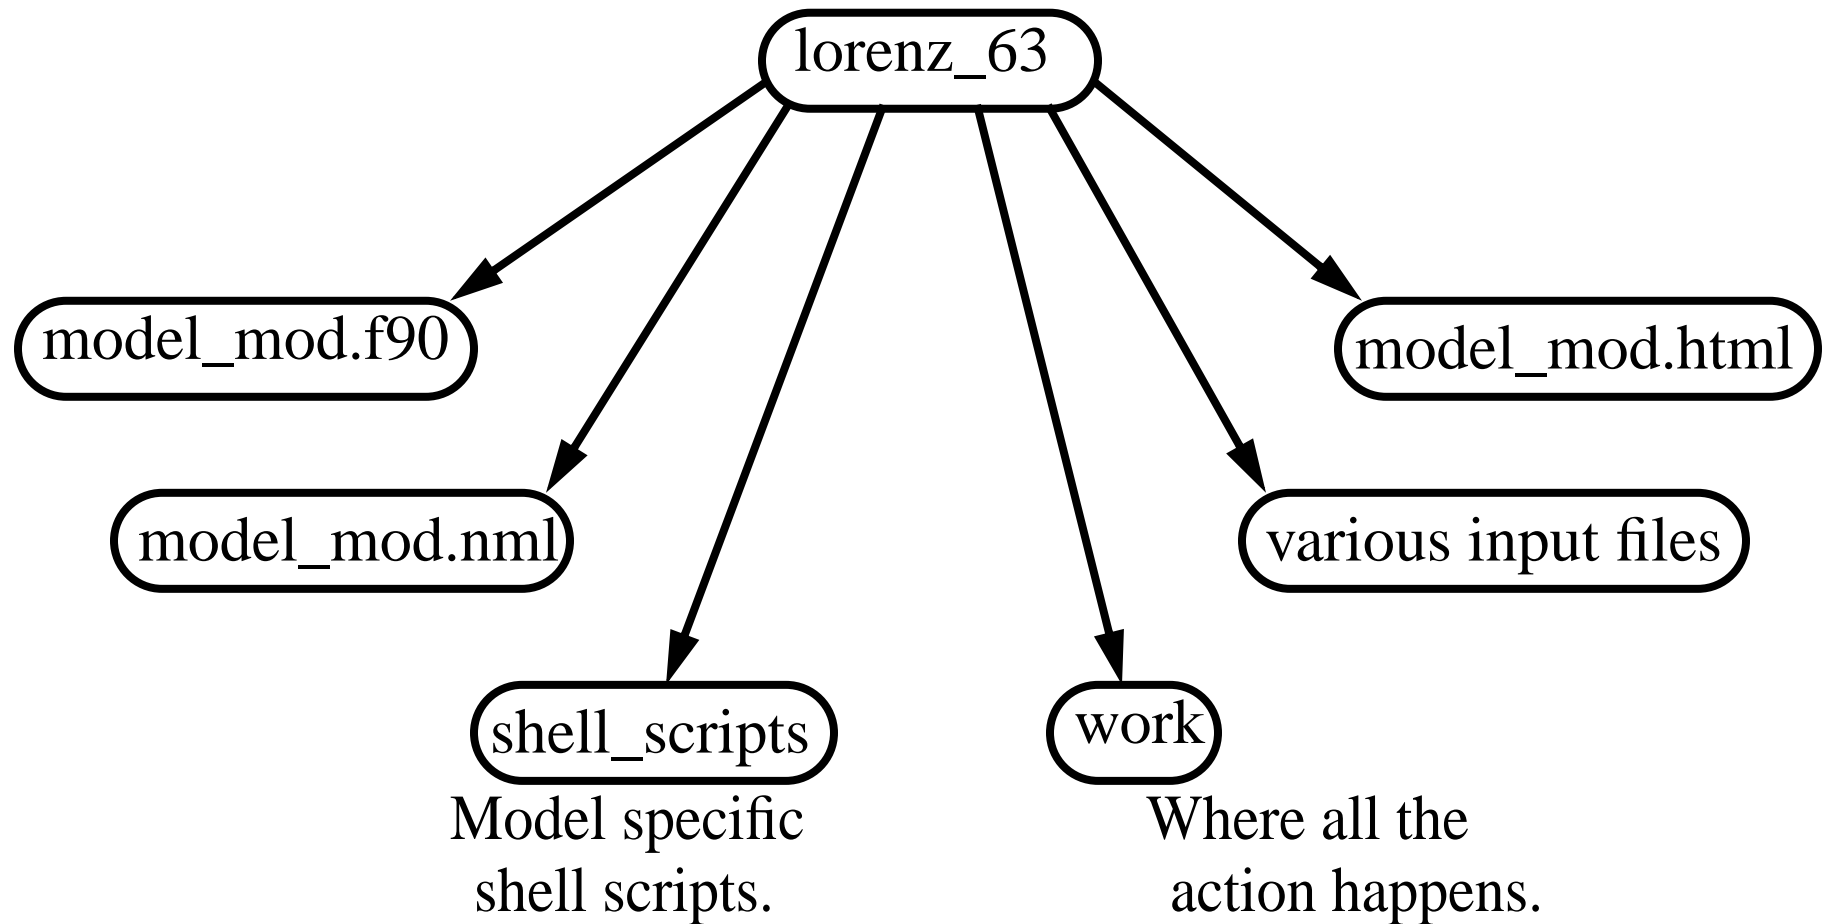 lorenz_63
model_mod.f90
model_mod.html
model_mod.nml
various input files
shell_scripts
work
Model specific
shell scripts.
Where all the
action happens.